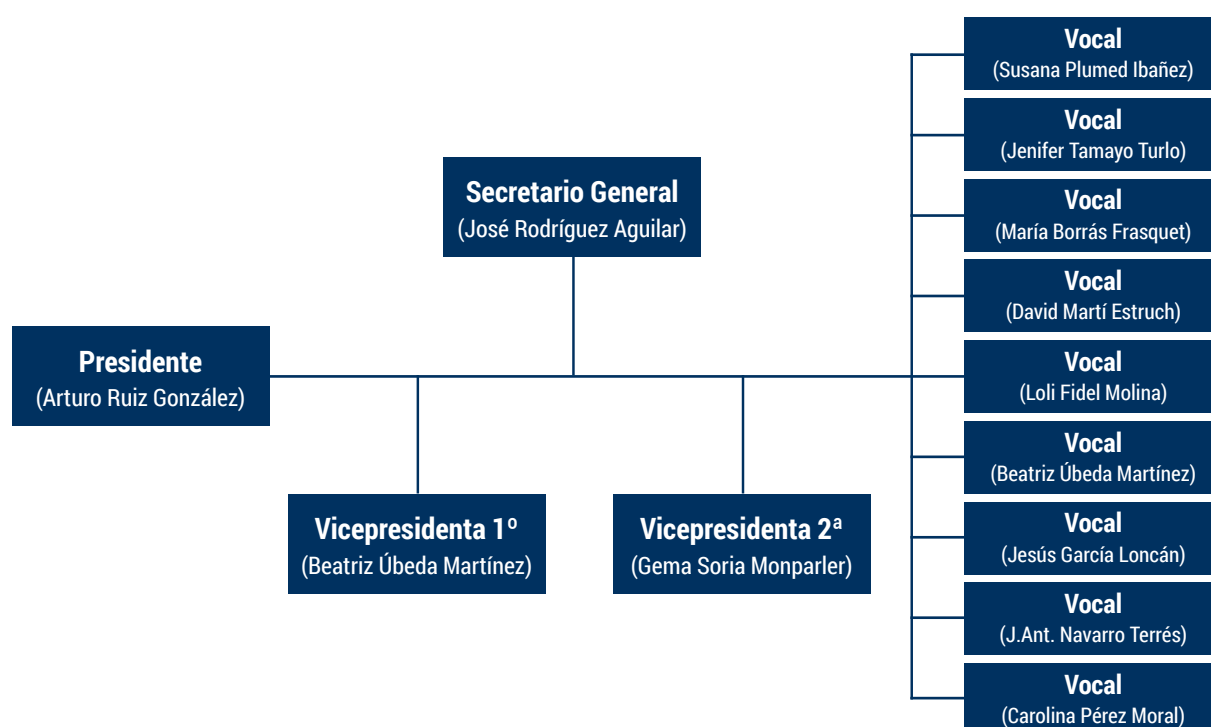 Vocal
(Susana Plumed Ibañez)
Vocal
(Jenifer Tamayo Turlo)
Secretario General
(José Rodríguez Aguilar)
Vocal
(María Borrás Frasquet)
Vocal
(David Martí Estruch)
Presidente
(Arturo Ruiz González)
Vocal
(Loli Fidel Molina)
Vocal
(Beatriz Úbeda Martínez)
Vicepresidenta 1º
(Beatriz Úbeda Martínez)
Vicepresidenta 2ª
(Gema Soria Monparler)
Vocal
(Jesús García Loncán)
Vocal
(J.Ant. Navarro Terrés)
Vocal
(Carolina Pérez Moral)